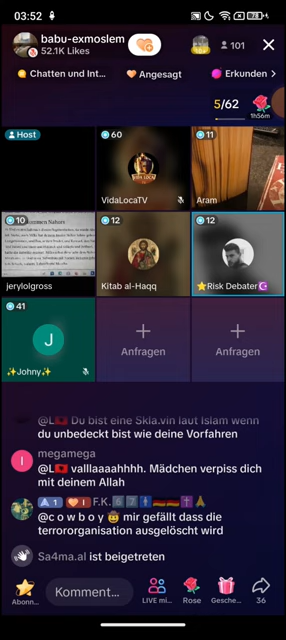 03:52
78
babu-exmoslem
52.1K Likes
101
Chatten und Int...
Angesagt
Erkunden >
5/62
1h56m
Host
60
VidaLocaTV
11
Aram
10
jerylolgross
12
Kitab al-Haqq
12
⭐Risk Debater☪
41
J
✨Johny✨
+
Anfragen
+
Anfragen
@L🇦🇱 Du bist eine Skla.vin laut Islam wenn
du unbedeckt bist wie deine Vorfahren
megamega
@L🇦🇱 valllaaaahhhh. Mädchen verpiss dich
mit deinem Allah
1 I F.K.
@c o w b o y 🤠 mir gefällt dass die
terrororganisation ausgelöscht wird
Sa4ma.al ist beigetreten
Abonn...
Komment...
LIVE mi...
Rose
Gesche...
36